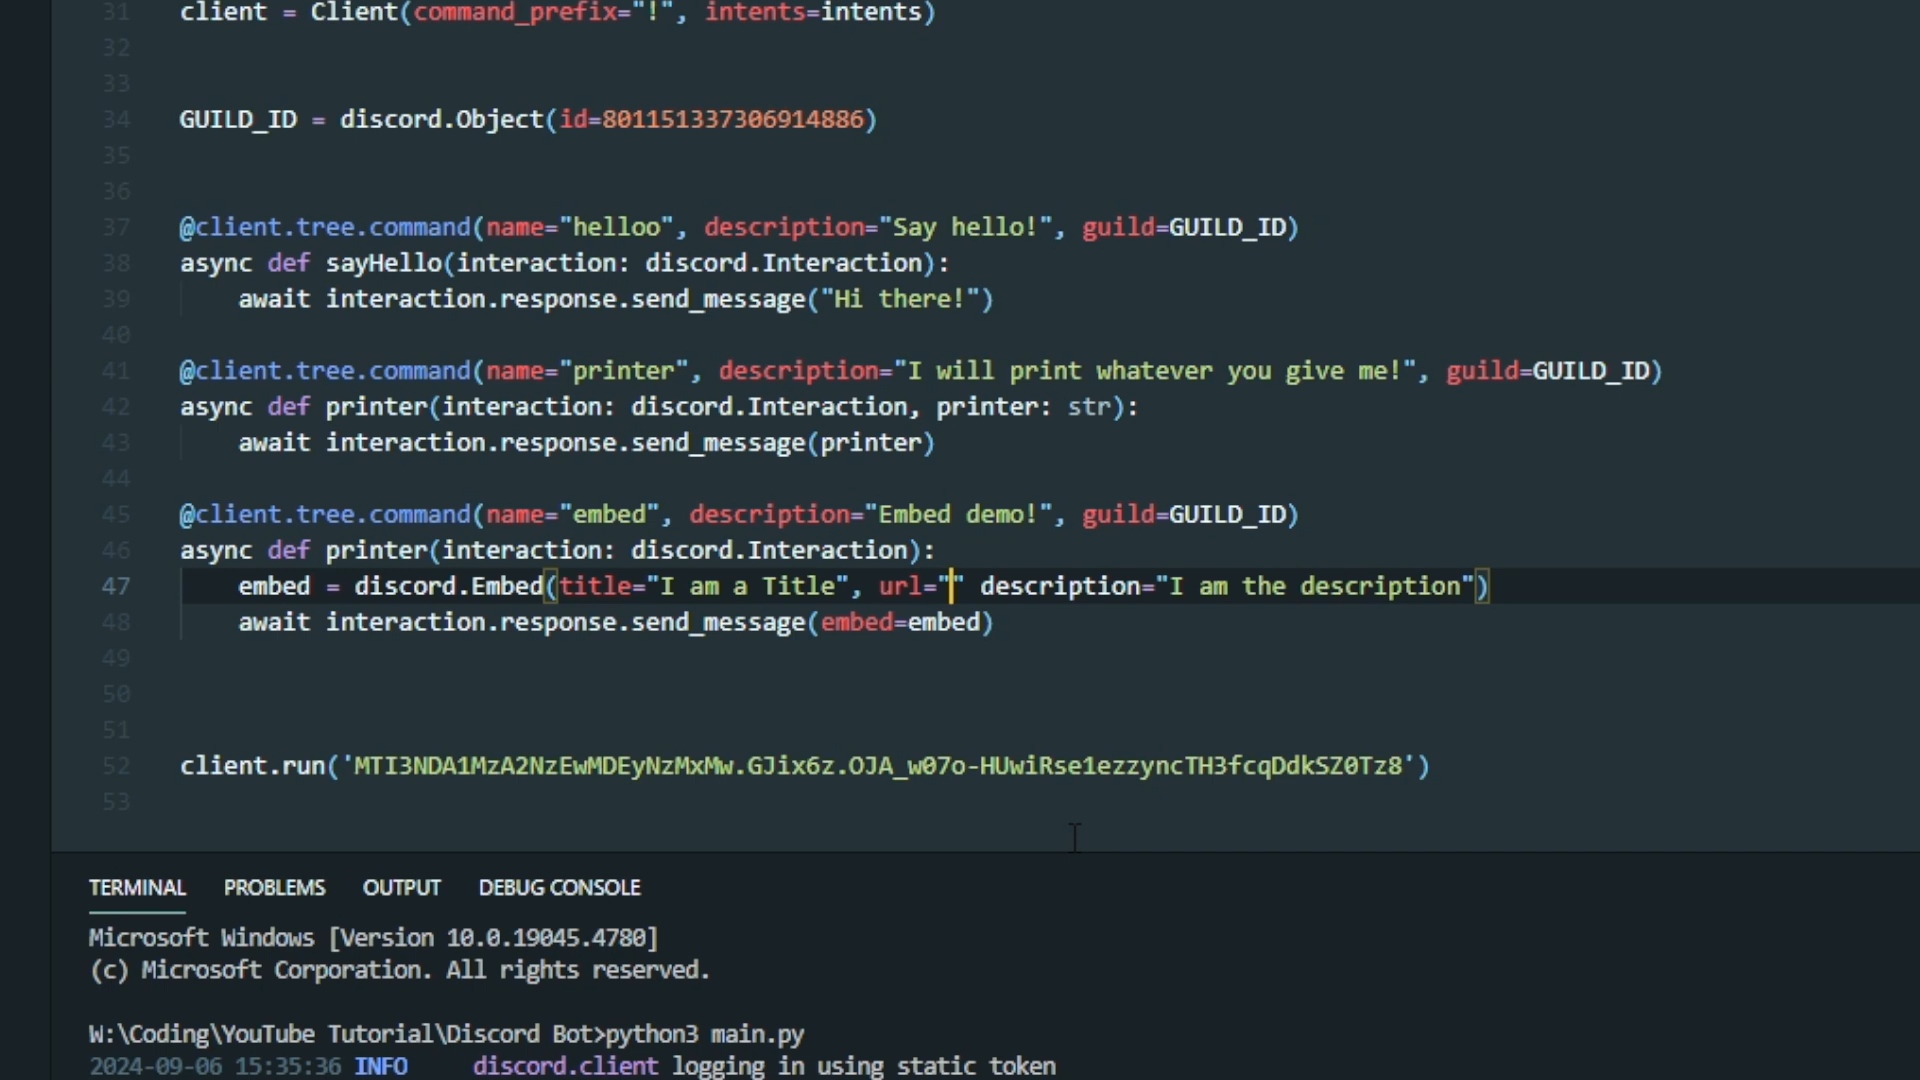 31 client = Client(command_prefix="!", intents=intents)
32
33
34 GUILD_ID = discord.Object(id=801151337306914886)
35
36
37 @client.tree.command(name="helloo", description="Say hello!", guild=GUILD_ID)
38 async def sayHello(interaction: discord.Interaction):
39 await interaction.response.send_message("Hi there!")
40
41 @client.tree.command(name="printer", description="I will print whatever you give me!", guild=GUILD_ID)
42 async def printer(interaction: discord.Interaction, printer: str):
43 await interaction.response.send_message(printer)
44
45 @client.tree.command(name="embed", description="Embed demo!", guild=GUILD_ID)
46 async def printer(interaction: discord.Interaction):
47 embed = discord.Embed(title="I am a Title", url="" description="I am the description")
48 await interaction.response.send_message(embed=embed)
49
50
51
52 client.run('MTI3NDA1MzA2NzEwMDEyNzMxMw.GJix6z.OJA_w07o-HUwiRse1ezzyncTH3fcqDdkSZ0Tz8')
53
TERMINAL PROBLEMS OUTPUT DEBUG CONSOLE
Microsoft Windows [Version 10.0.19045.4780]
(c) Microsoft Corporation. All rights reserved.
W:\Coding\YouTube Tutorial\Discord Bot>python3 main.py
2024-09-06 15:35:36 INFO discord.client logging in using static token